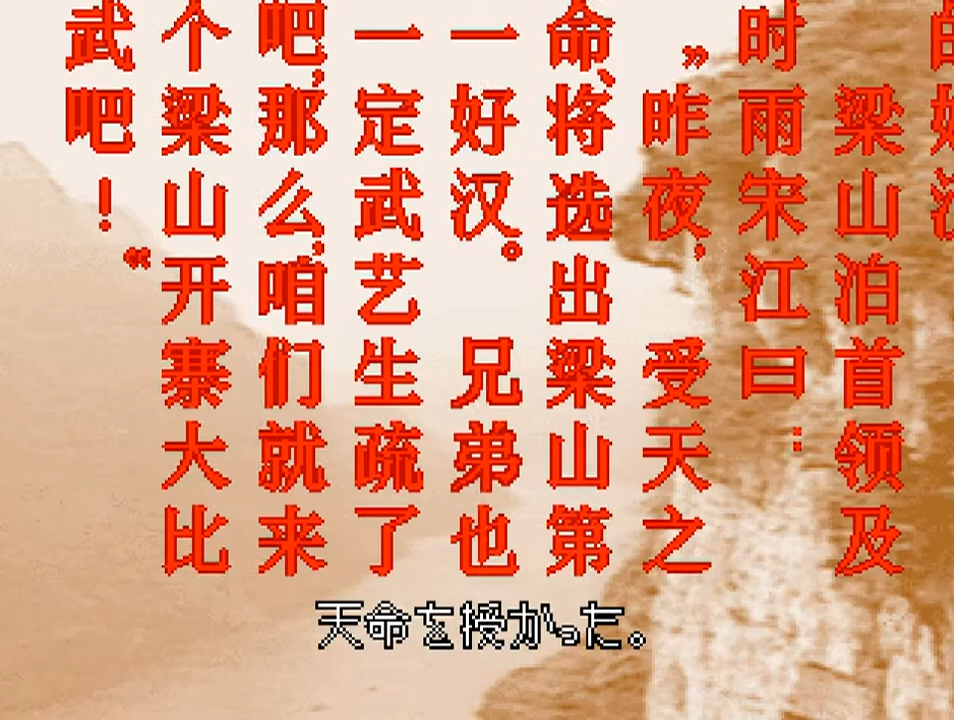 的好汉
梁山泊首领及
时雨宋江曰：
”昨夜，受天之
命、将选出梁山第
一好汉。兄弟也
一定武艺生疏了
吧，那么，咱们就来
个梁山开寨大比
武吧！“
天命を授かった。